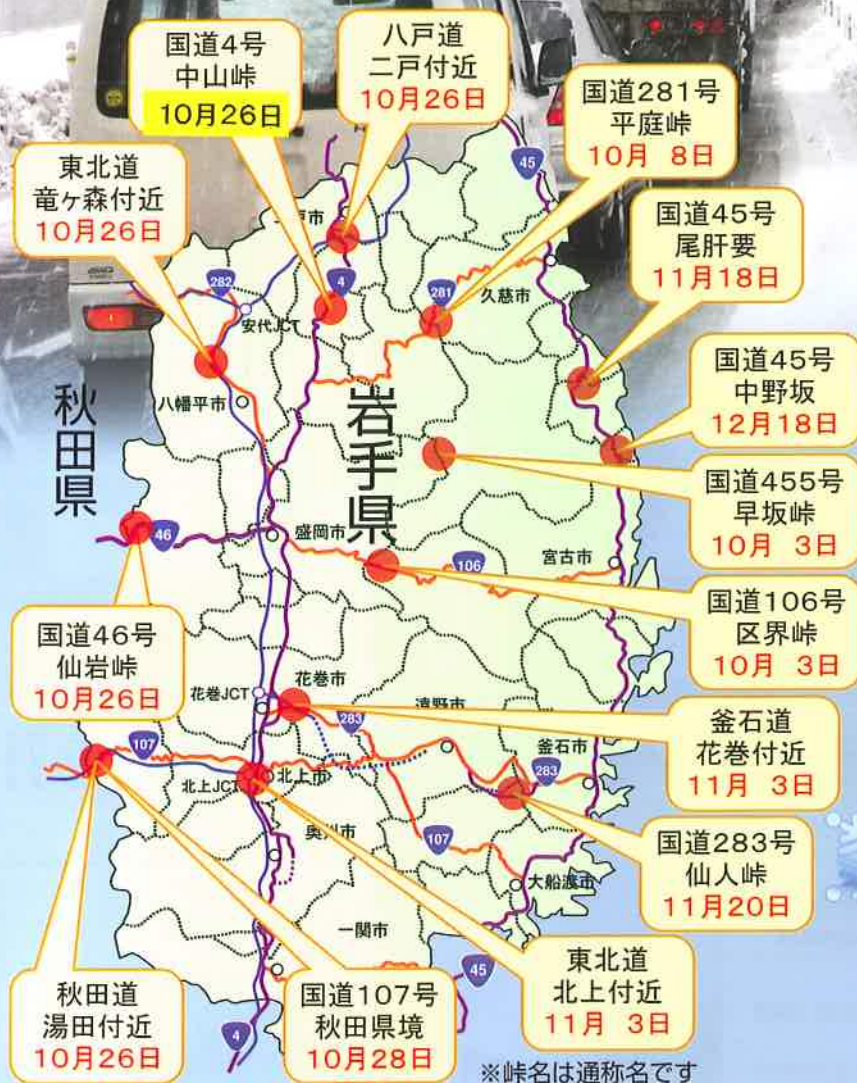 国道4号
中山峠
10月26日
八戸道
二戸付近
10月26日
国道281号
平庭峠
10月 8日
東北道
竜ヶ森付近
10月26日
国道45号
尾肝要
11月18日
国道45号
中野坂
12月18日
国道455号
早坂峠
10月 3日
国道106号
区界峠
10月 3日
国道46号
仙岩峠
10月26日
釜石道
花巻付近
11月 3日
国道283号
仙人峠
11月20日
秋田道
湯田付近
10月26日
国道107号
秋田県境
10月28日
東北道
北上付近
11月 3日
秋田県
岩手県
45
282
4
281
久慈市
安代JCT
八幡平市
46
盛岡市
106
宮古市
花巻JCT
花巻市
283
遠野市
釜石市
107
北上JCT
北上市
283
奥州市
107
大船渡市
一関市
45
4
※峠名は通称名です